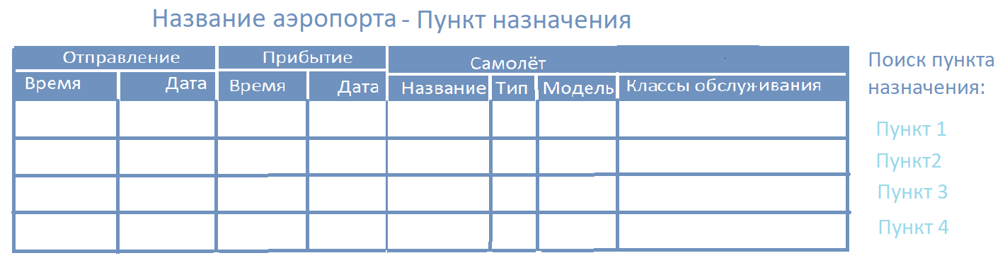 Название аэропорта - Пункт назначения
Отправление Прибытие Самолёт
Время Дата Время Дата Название Тип Модель Классы обслуживания
Поиск пункта
назначения:
Пункт 1
Пункт2
Пункт 3
Пункт 4